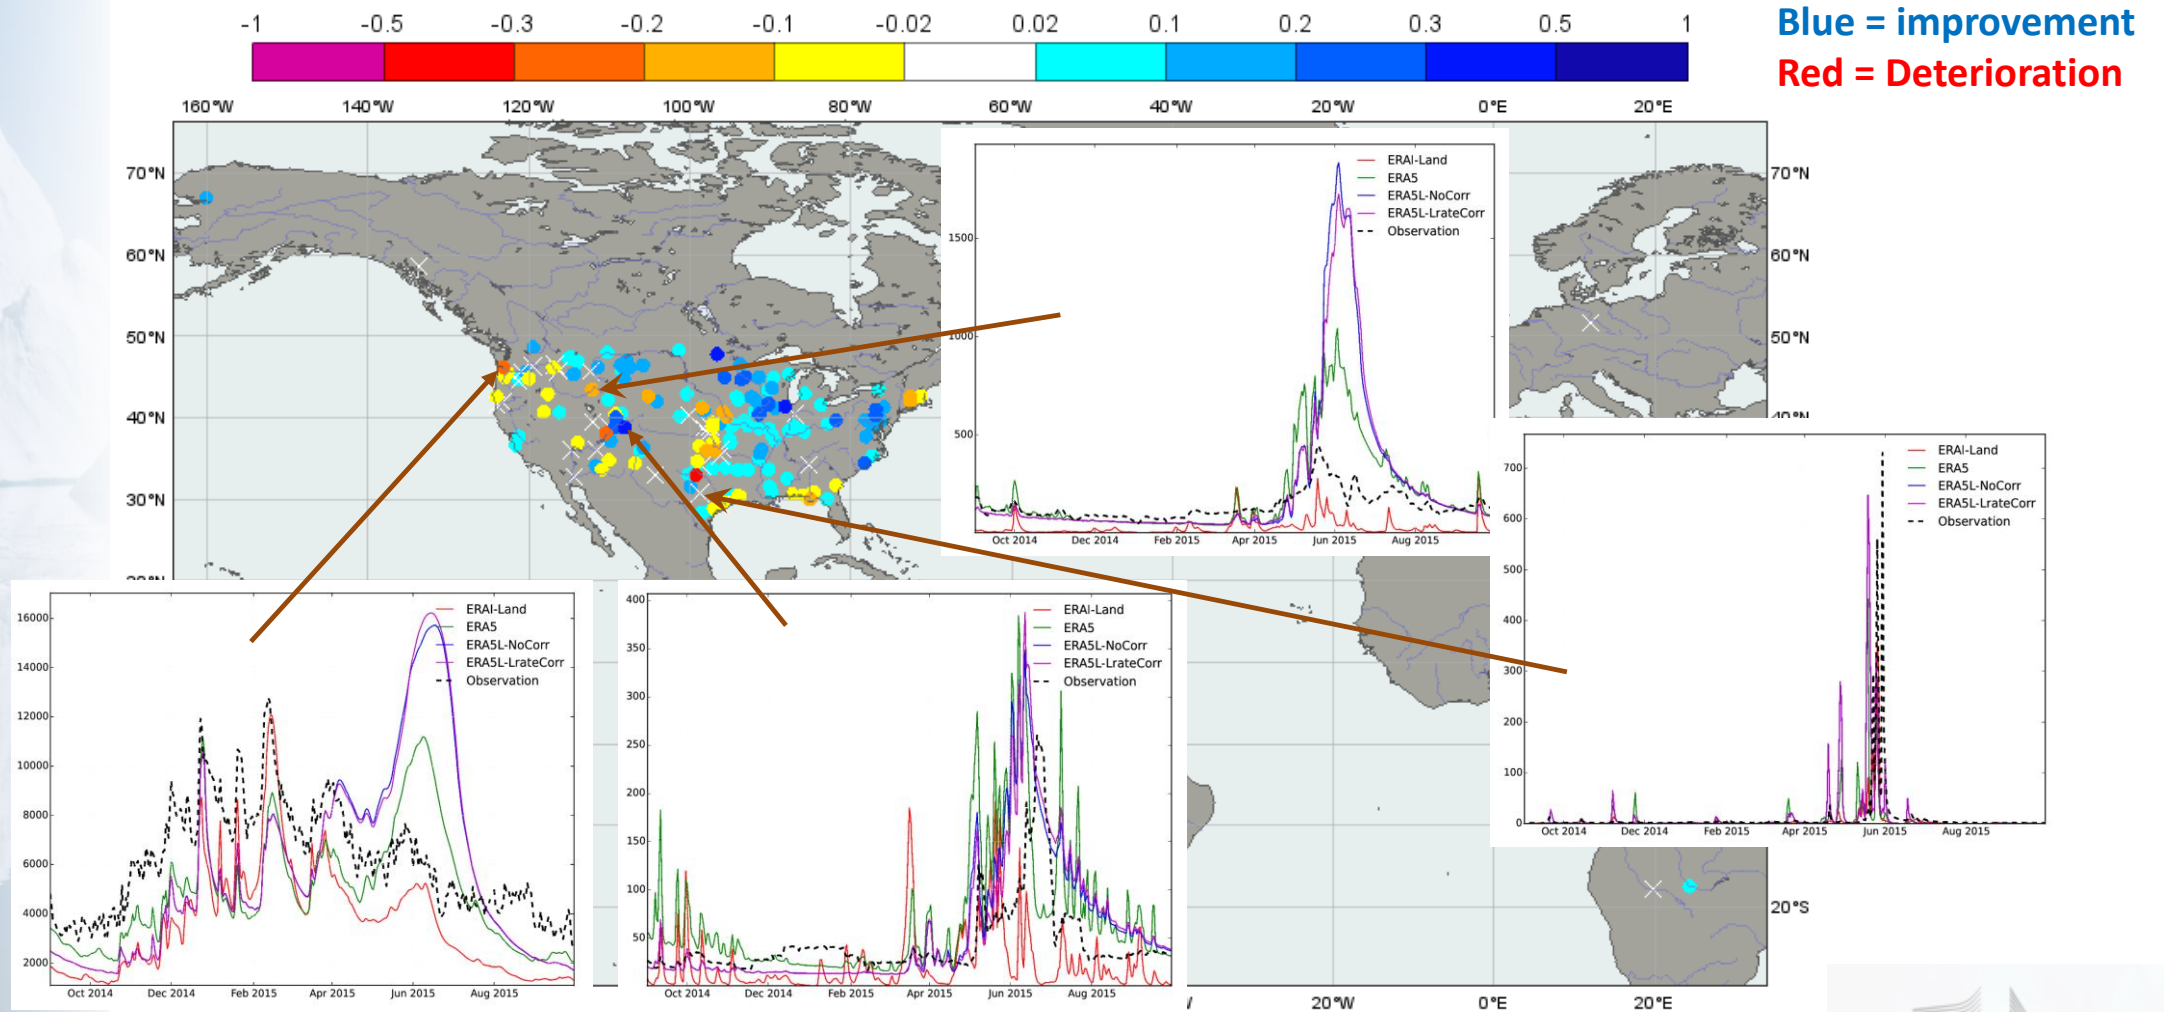 -1 -0.5 -0.3 -0.2 -0.1 -0.02 0.02 0.1 0.2 0.3 0.5 1
Blue = improvement
Red = Deterioration
160°W 140°W 120°W 100°W 80°W 60°W 40°W 20°W 0°E 20°E
70°N 70°N
60°N 60°N
50°N 50°N
40°N
30°N
ERAI-Land
ERA5
ERA5L-NoCorr
ERA5L-LrateCorr
Observation
1500
1000
500
Oct 2014 Dec 2014 Feb 2015 Apr 2015 Jun 2015 Aug 2015
ERAI-Land
ERA5
ERA5L-NoCorr
ERA5L-LrateCorr
Observation
700
600
500
400
300
200
100
0
Oct 2014 Dec 2014 Feb 2015 Apr 2015 Jun 2015 Aug 2015
ERAI-Land
ERA5
ERA5L-NoCorr
ERA5L-LrateCorr
Observation
16000
14000
12000
10000
8000
6000
4000
2000
Oct 2014 Dec 2014 Feb 2015 Apr 2015 Jun 2015 Aug 2015
ERAI-Land
ERA5
ERA5L-NoCorr
ERA5L-LrateCorr
Observation
400
350
300
250
200
150
100
50
Oct 2014 Dec 2014 Feb 2015 Apr 2015 Jun 2015 Aug 2015
20°S
20°W 0°E 20°E